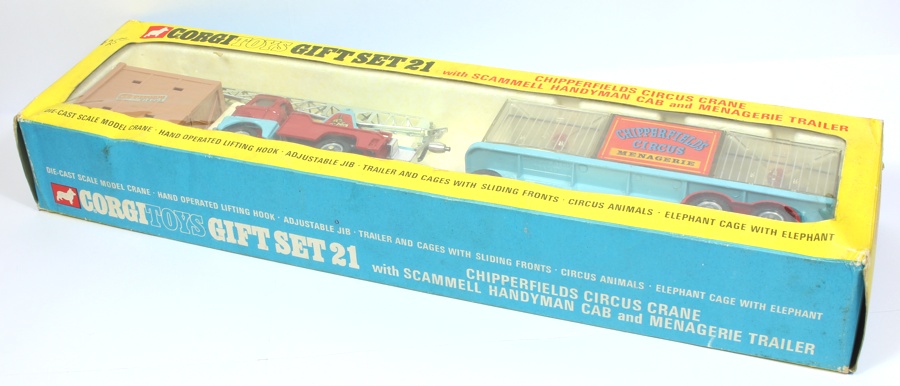 CORGI TOYS GIFT SET 21
with SCAMMELL HANDYMAN CAB and MENAGERIE TRAILER
CHIPPERFIELDS CIRCUS CRANE
CHIPPERFIELDS
CIRCUS
MENAGERIE
DIE-CAST SCALE MODEL CRANE · HAND OPERATED LIFTING HOOK · ADJUSTABLE JIB · TRAILER AND CAGES WITH SLIDING FRONTS · CIRCUS ANIMALS · ELEPHANT CAGE WITH ELEPHANT
DIE-CAST SCALE MODEL CRANE · HAND OPERATED LIFTING HOOK · ADJUSTABLE JIB · TRAILER AND CAGES WITH SLIDING FRONTS · CIRCUS ANIMALS · ELEPHANT CAGE WITH ELEPHANT
CORGI TOYS GIFT SET 21
CHIPPERFIELDS CIRCUS CRANE
with SCAMMELL HANDYMAN CAB and MENAGERIE TRAILER